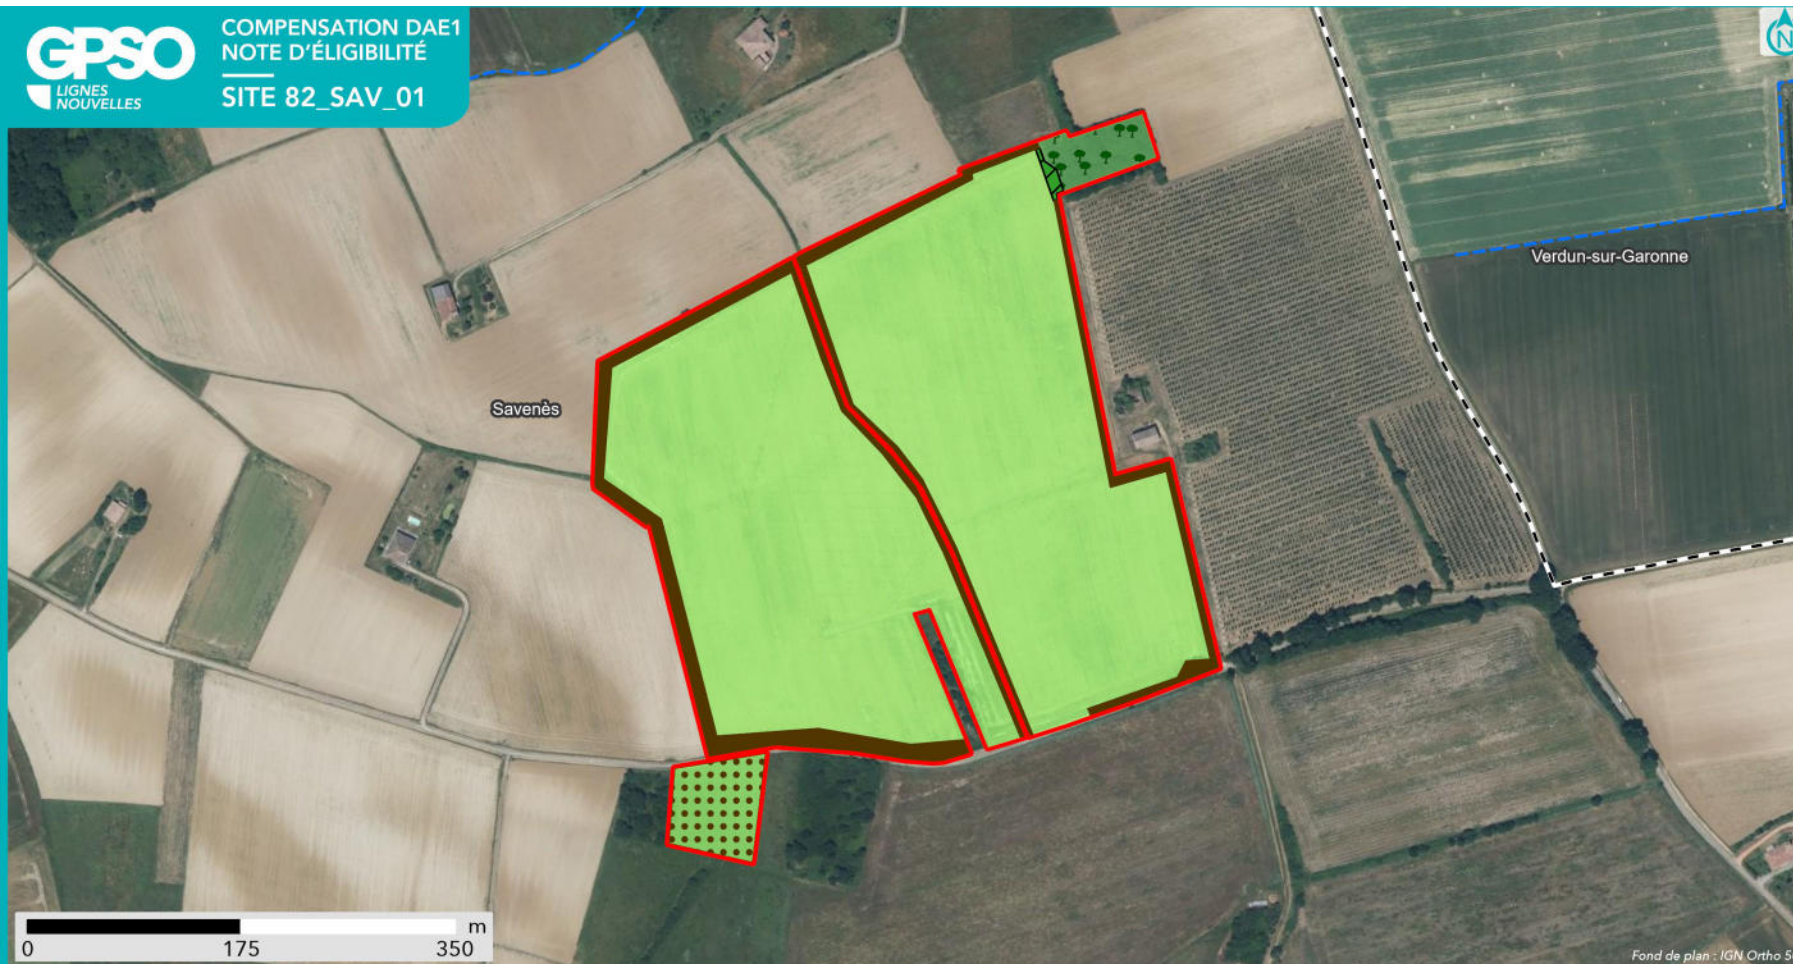 GPSO
LIGNES
NOUVELLES
COMPENSATION DAE1
NOTE D'ÉLIGIBILITÉ
SITE 82_SAV_01
N
Verdun-sur-Garonne
Savenès
m
0 175 350
Fond de plan : IGN Ortho 5